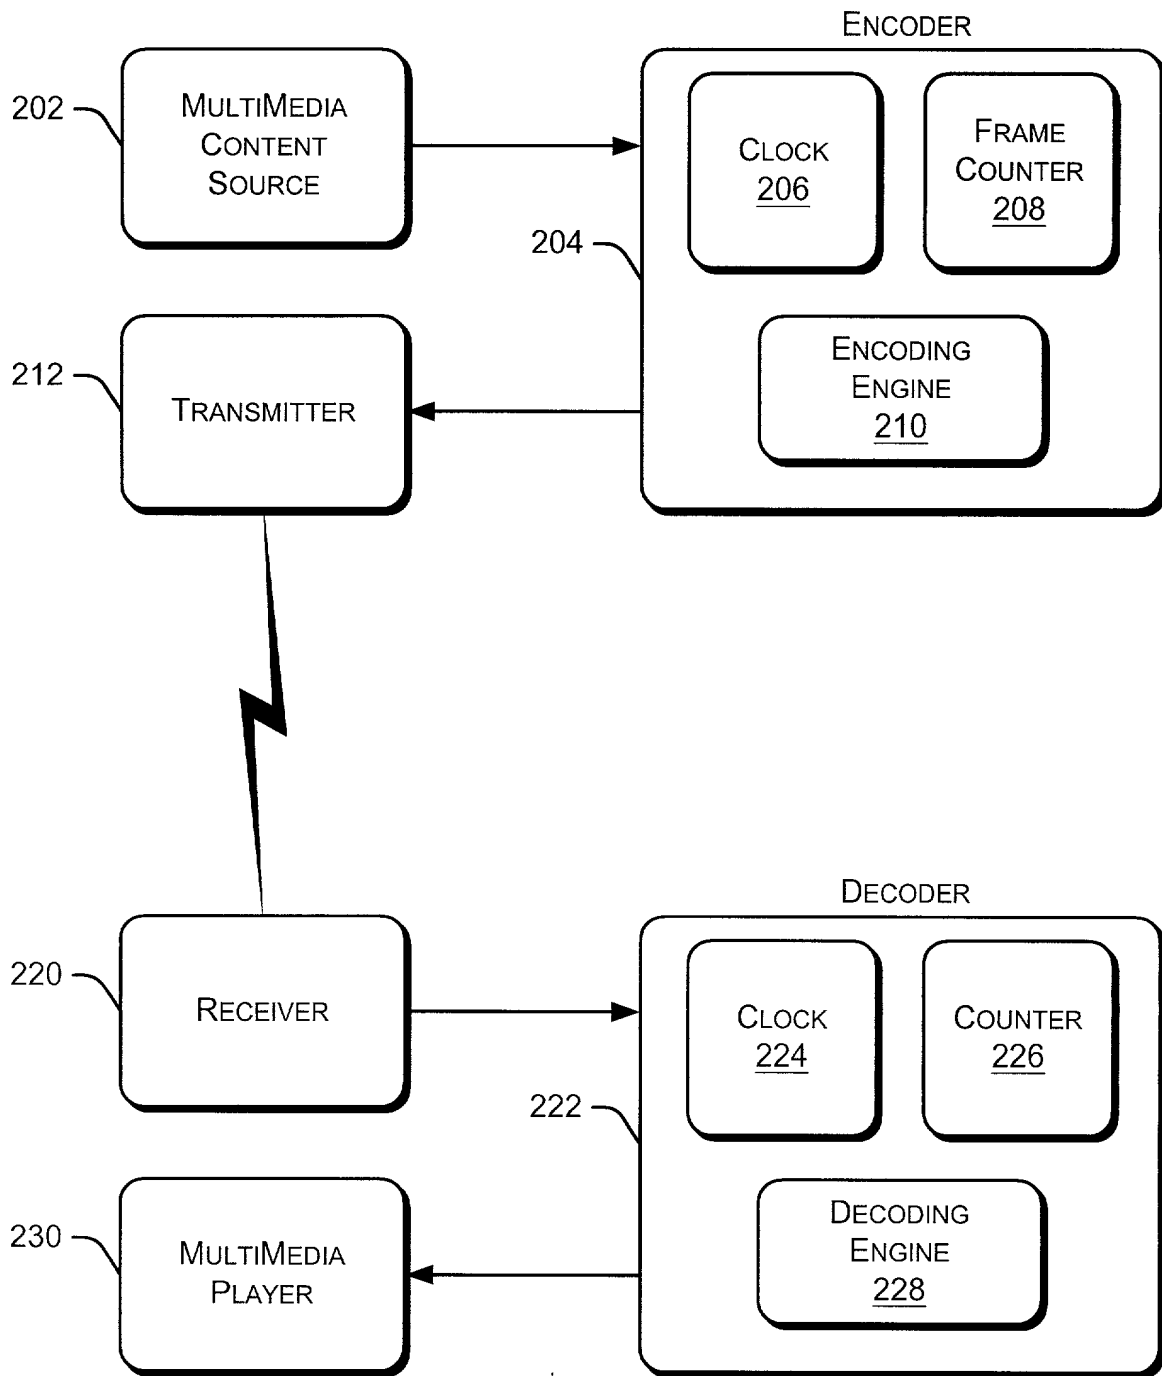 ENCODER
202
MULTIMEDIA
CONTENT
SOURCE
CLOCK
206
FRAME
COUNTER
208
204
ENCODING
ENGINE
210
212
TRANSMITTER
DECODER
220
RECEIVER
CLOCK
224
COUNTER
226
222
DECODING
ENGINE
228
230
MULTIMEDIA
PLAYER